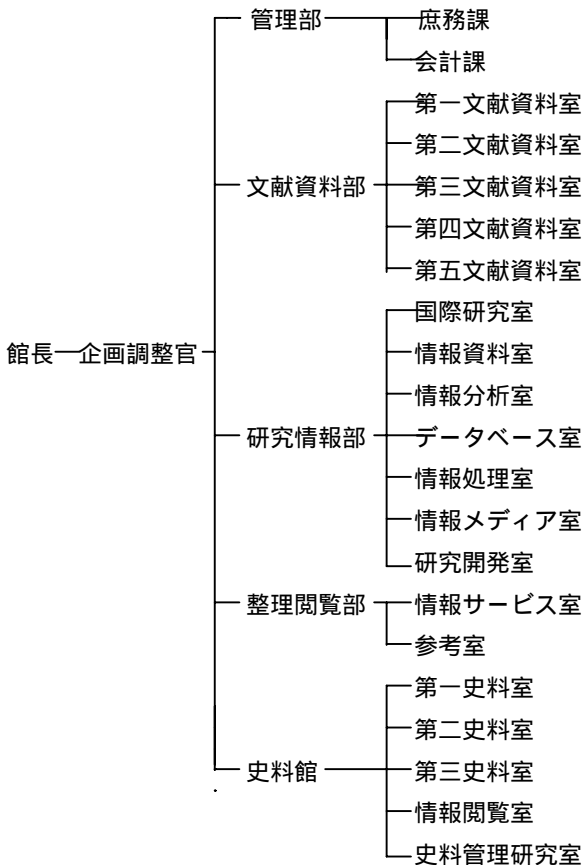 管理部 庶務課
会計課
第一文献資料室
第二文献資料室
文献資料部 第三文献資料室
第四文献資料室
第五文献資料室
国際研究室
館長 企画調整官 情報資料室
情報分析室
研究情報部 データベース室
情報処理室
情報メディア室
研究開発室
整理閲覧部 情報サービス室
参考室
第一史料室
第二史料室
史料館 第三史料室
情報閲覧室
史料管理研究室